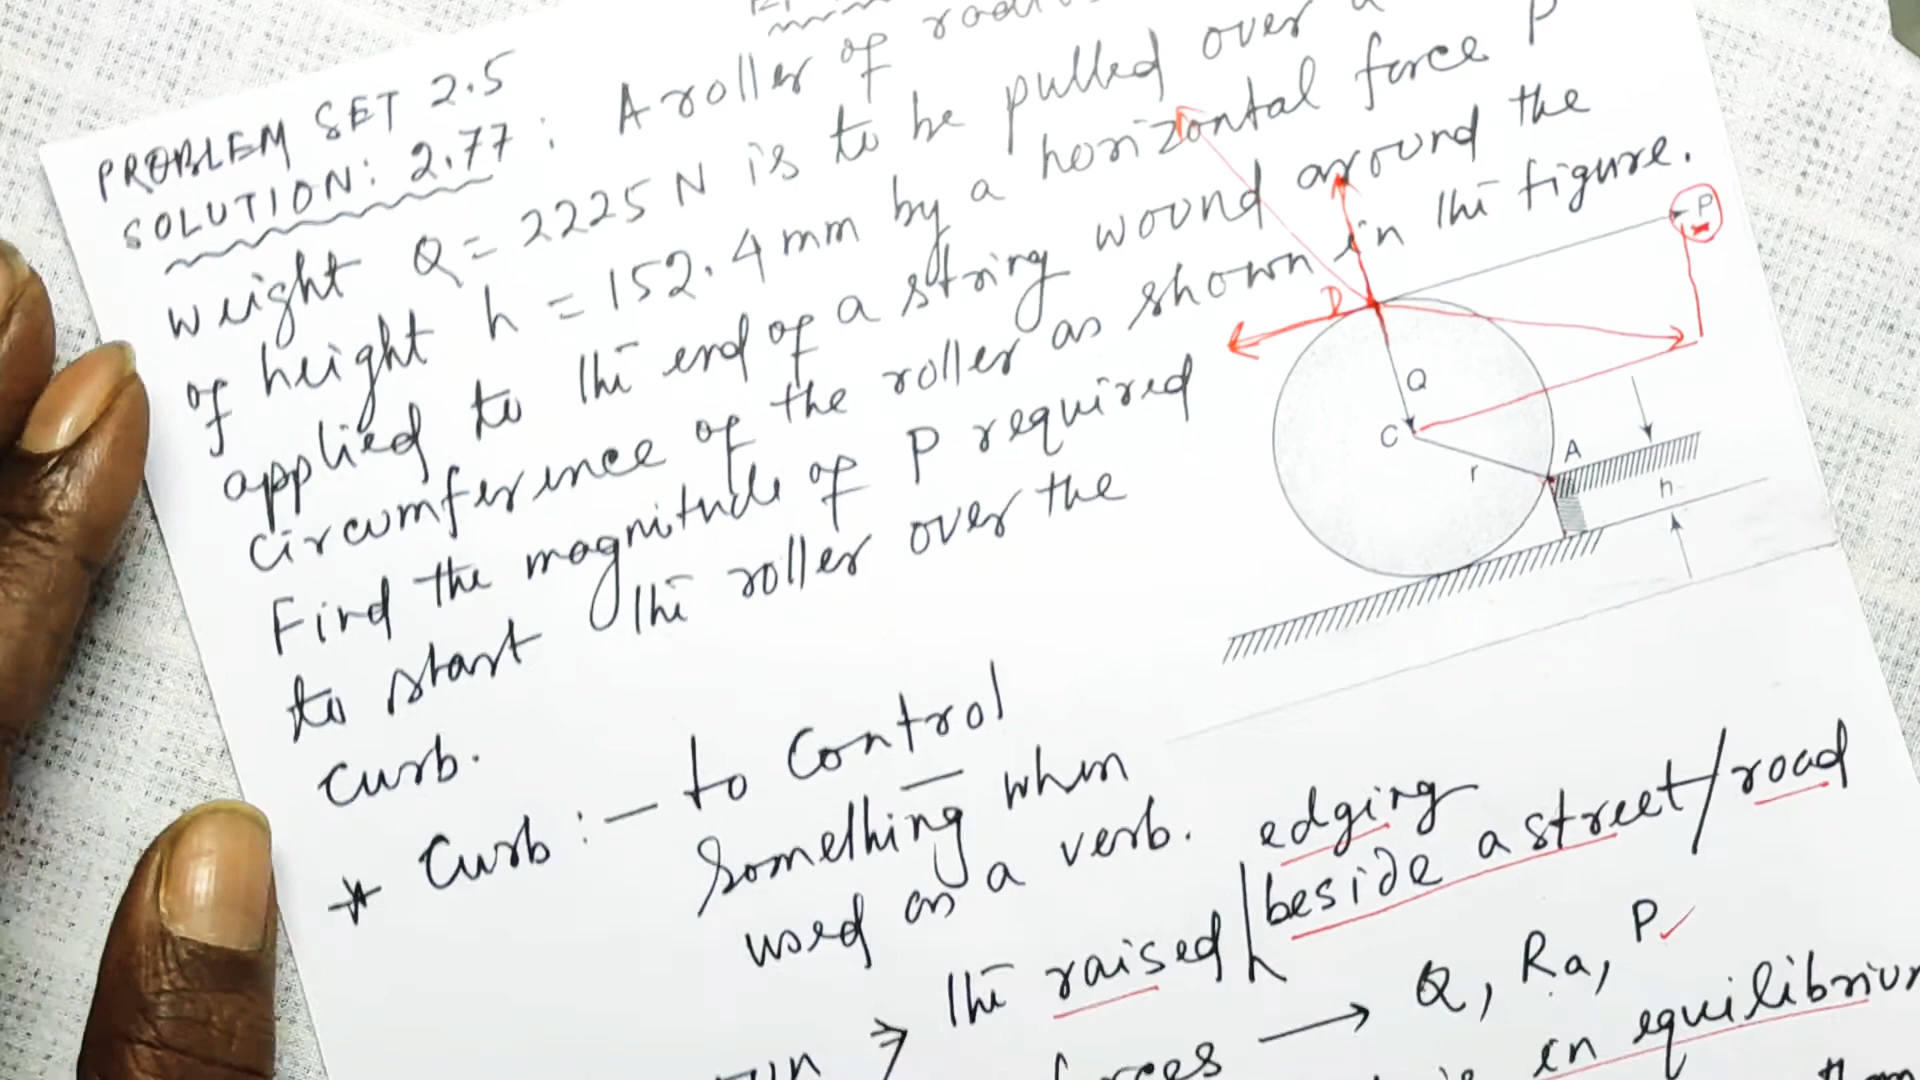 PROBLEM SET 2.5
SOLUTION: 2.77 : A roller of
weight Q = 2225 N is to be pulled over a
of height h = 152.4 mm by a horizontal force P
applied to the end of a string wound around the
circumference of the roller as shown in the figure.
Find the magnitude of P required
to start the roller over the
curb.
P
D
Q
C
r
A
h
* Curb :- to control
something when
used as a verb.
the raised edging
beside a street/road
forces → Q, Ra, P ✓
in equilibrium